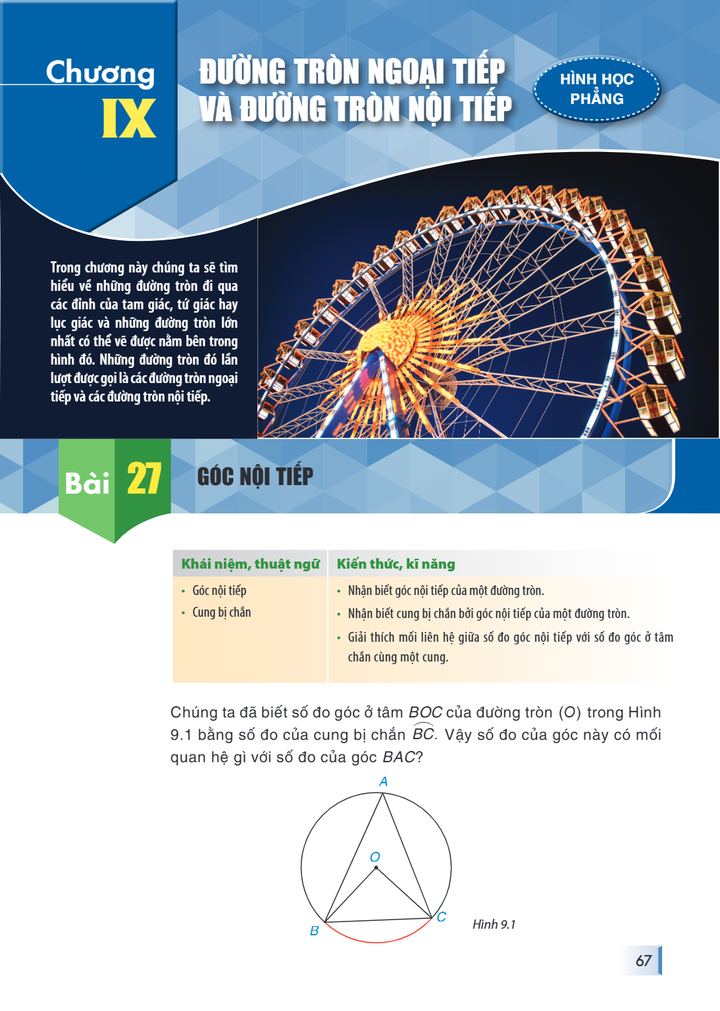 Chương
IX
ĐƯỜNG TRÒN NGOẠI TIẾP
VÀ ĐƯỜNG TRÒN NỘI TIẾP
HÌNH HỌC
PHẲNG
Trong chương này chúng ta sẽ tìm
hiểu về những đường tròn đi qua
các đỉnh của tam giác, tứ giác hay
lục giác và những đường tròn lớn
nhất có thể vẽ được nằm bên trong
hình đó. Những đường tròn đó lần
lượt được gọi là các đường tròn ngoại
tiếp và các đường tròn nội tiếp.
Bài 27
GÓC NỘI TIẾP
Khái niệm, thuật ngữ
• Góc nội tiếp
• Cung bị chắn
Kiến thức, kĩ năng
• Nhận biết góc nội tiếp của một đường tròn.
• Nhận biết cung bị chắn bởi góc nội tiếp của một đường tròn.
• Giải thích mối liên hệ giữa số đo góc nội tiếp với số đo góc ở tâm
chắn cùng một cung.
Chúng ta đã biết số đo góc ở tâm BOC của đường tròn (O) trong Hình
9.1 bằng số đo của cung bị chắn BC. Vậy số đo của góc này có mối
quan hệ gì với số đo của góc BAC?
A
O
B
C
Hình 9.1
67